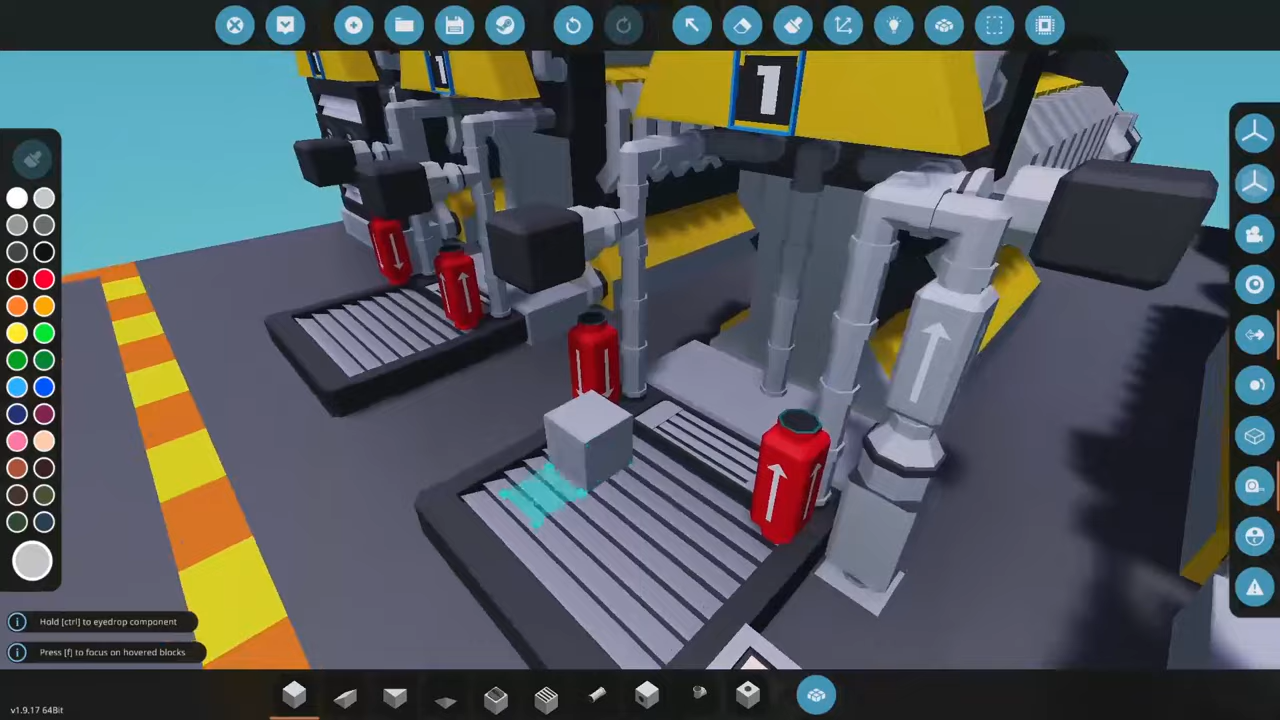 1
1
Hold [ctrl] to eyedrop component
Press [f] to focus on hovered blocks
v1.9.17 64Bit